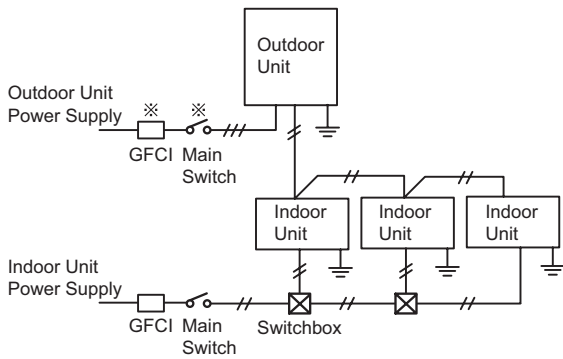 Outdoor
Unit
Outdoor Unit
Power Supply
※ ※
GFCI Main
Switch
Indoor
Unit
Indoor
Unit
Indoor
Unit
Indoor Unit
Power Supply
GFCI Main
Switch
Switchbox